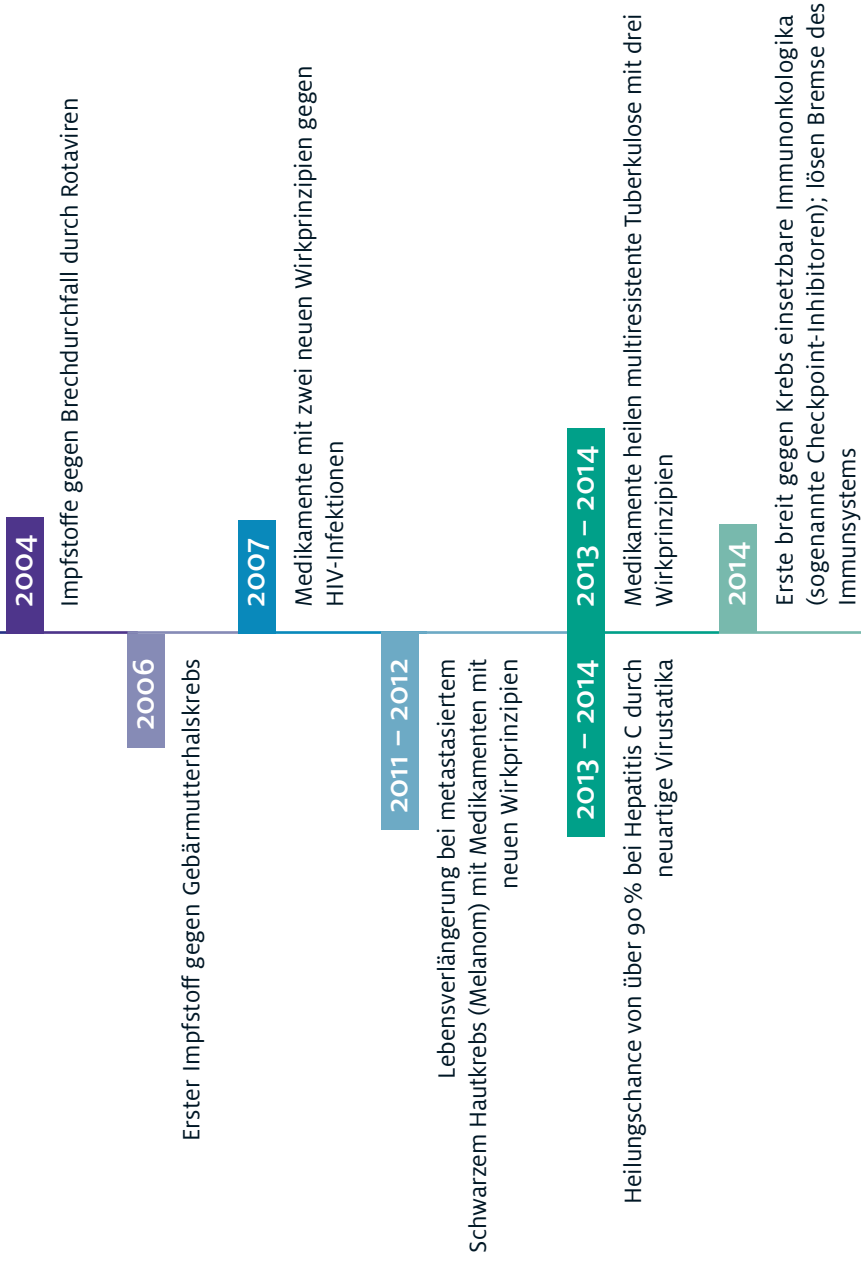 2004
Impfstoffe gegen Brechdurchfall durch Rotaviren
2006
Erster Impfstoff gegen Gebärmutterhalskrebs
2007
Medikamente mit zwei neuen Wirkprinzipien gegen
HIV-Infektionen
2011 – 2012
Lebensverlängerung bei metastasiertem
Schwarzem Hautkrebs (Melanom) mit Medikamenten mit
neuen Wirkprinzipien
2013 – 2014
Heilungschance von über 90 % bei Hepatitis C durch
neuartige Virustatika
2013 – 2014
Medikamente heilen multiresistente Tuberkulose mit drei
Wirkprinzipien
2014
Erste breit gegen Krebs einsetzbare Immunonkologika
(sogenannte Checkpoint-Inhibitoren); lösen Bremse des
Immunsystems